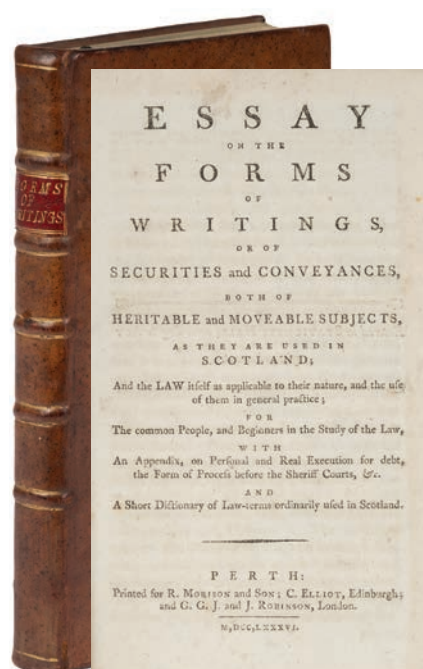 FORMS
OF
WRITINGS
ESSAY
ON THE
FORMS
OF
WRITINGS,
OR OF
SECURITIES and CONVEYANCES,
BOTH OF
HERITABLE and MOVEABLE SUBJECTS,
AS THEY ARE USED IN
SCOTLAND;
And the LAW itself as applicable to their nature, and the use
of them in general practice;
FOR
The common People, and Beginners in the Study of the Law,
WITH
An Appendix, on Personal and Real Execution for debt,
the Form of Process before the Sheriff Courts, &c.
AND
A Short Dictionary of Law-terms ordinarily used in Scotland.
PERTH:
Printed for R. MORISON and SON; C. ELLIOT, Edinburgh;
and G. G. J. and J. ROBINSON, London.
M,DCC,LXXXVI.